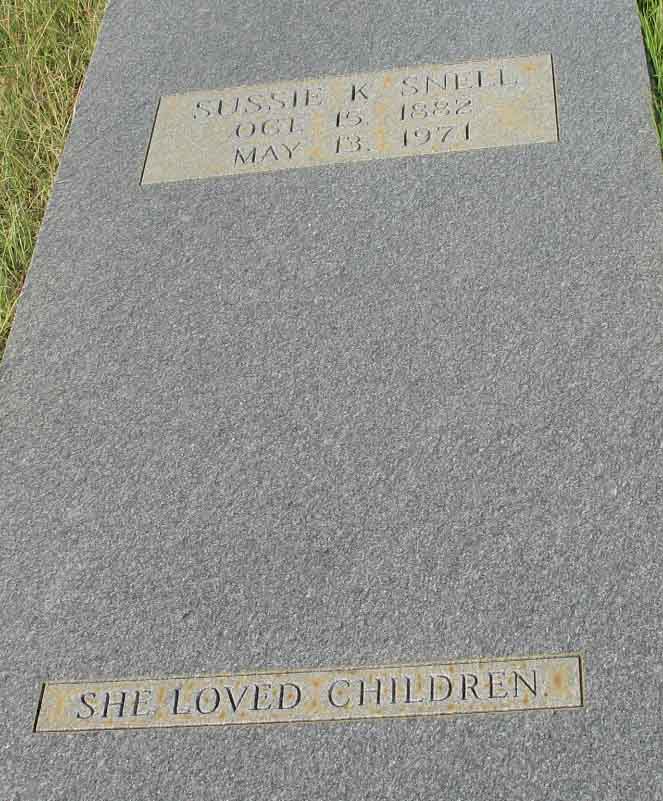 SUSSIE K. SNELL
OCT. 15, 1882
MAY 13, 1971
SHE LOVED CHILDREN.